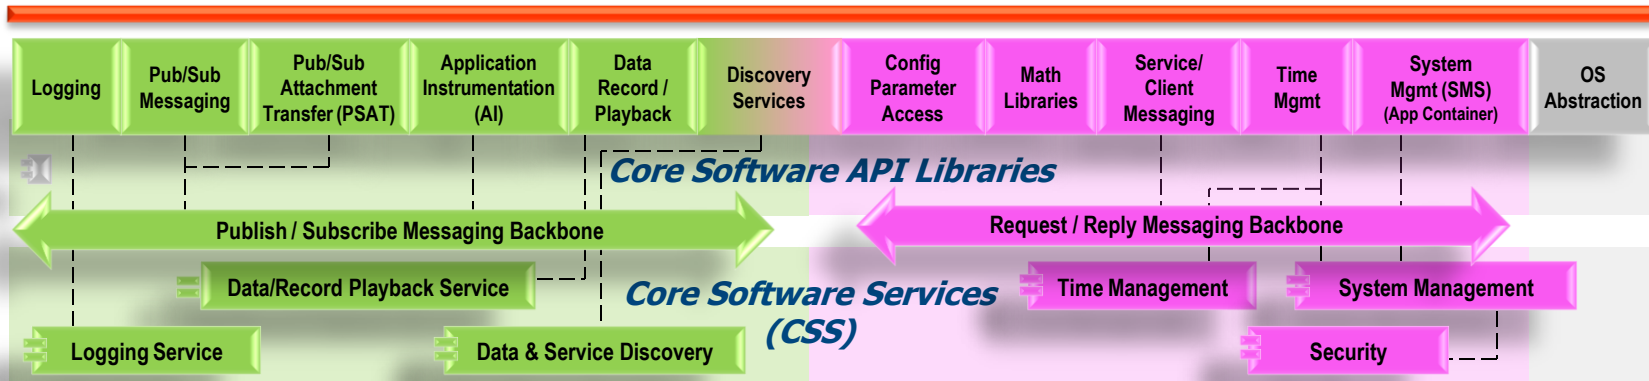 Logging
Pub/Sub
Messaging
Pub/Sub
Attachment
Transfer (PSAT)
Application
Instrumentation
(AI)
Data
Record /
Playback
Discovery
Services
Config
Parameter
Access
Math
Libraries
Service/
Client
Messaging
Time
Mgmt
System
Mgmt (SMS)
(App Container)
OS
Abstraction
Core Software API Libraries
Publish / Subscribe Messaging Backbone
Request / Reply Messaging Backbone
Data/Record Playback Service
Core Software Services
(CSS)
Time Management
System Management
Logging Service
Data & Service Discovery
Security